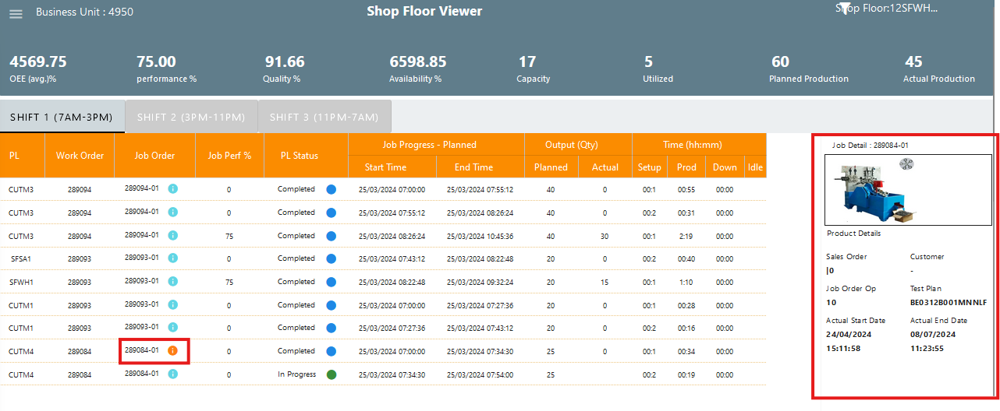 Business Unit : 4950
Shop Floor Viewer
Shop Floor:12SFWH...
4569.75 75.00 91.66 6598.85 17 5 60 45
OEE (avg.)% performance % Quality % Availability % Capacity Utilized Planned Production Actual Production
SHIFT 1 (7AM-3PM) SHIFT 2 (3PM-11PM) SHIFT 3 (11PM-7AM)
PL Work Order Job Order Job Perf % PL Status Job Progress - Planned Output (Qty) Time (hh:mm)
Start Time End Time Planned Actual Setup Prod Down Idle
CUTM3 289094 289094-01 0 Completed 25/03/2024 07:00:00 25/03/2024 07:55:12 40 0 00:1 00:55 00:00
CUTM3 289094 289094-01 0 Completed 25/03/2024 07:55:12 25/03/2024 08:26:24 40 0 00:2 00:31 00:00
CUTM3 289094 289094-01 75 Completed 25/03/2024 08:26:24 25/03/2024 10:45:36 40 30 00:1 2:19 00:00
SFSA1 289093 289093-01 0 Completed 25/03/2024 07:43:12 25/03/2024 08:22:48 20 0 00:2 00:40 00:00
SFWH1 289093 289093-01 75 Completed 25/03/2024 08:22:48 25/03/2024 09:32:24 20 15 00:1 1:10 00:00
CUTM1 289093 289093-01 0 Completed 25/03/2024 07:00:00 25/03/2024 07:27:36 20 0 00:1 00:28 00:00
CUTM1 289093 289093-01 0 Completed 25/03/2024 07:27:36 25/03/2024 07:43:12 20 0 00:2 00:16 00:00
CUTM4 289084 289084-01 0 Completed 25/03/2024 07:00:00 25/03/2024 07:34:30 25 0 00:1 00:34 00:00
CUTM4 289084 289084-01 0 In Progress 25/03/2024 07:34:30 25/03/2024 07:54:00 25 00:2 00:19 00:00
Job Detail : 289084-01
Product Details
Sales Order Customer
|0 -
Job Order Op Test Plan
10 BE0312B001MNNLF
Actual Start Date Actual End Date
24/04/2024 08/07/2024
15:11:58 11:23:55